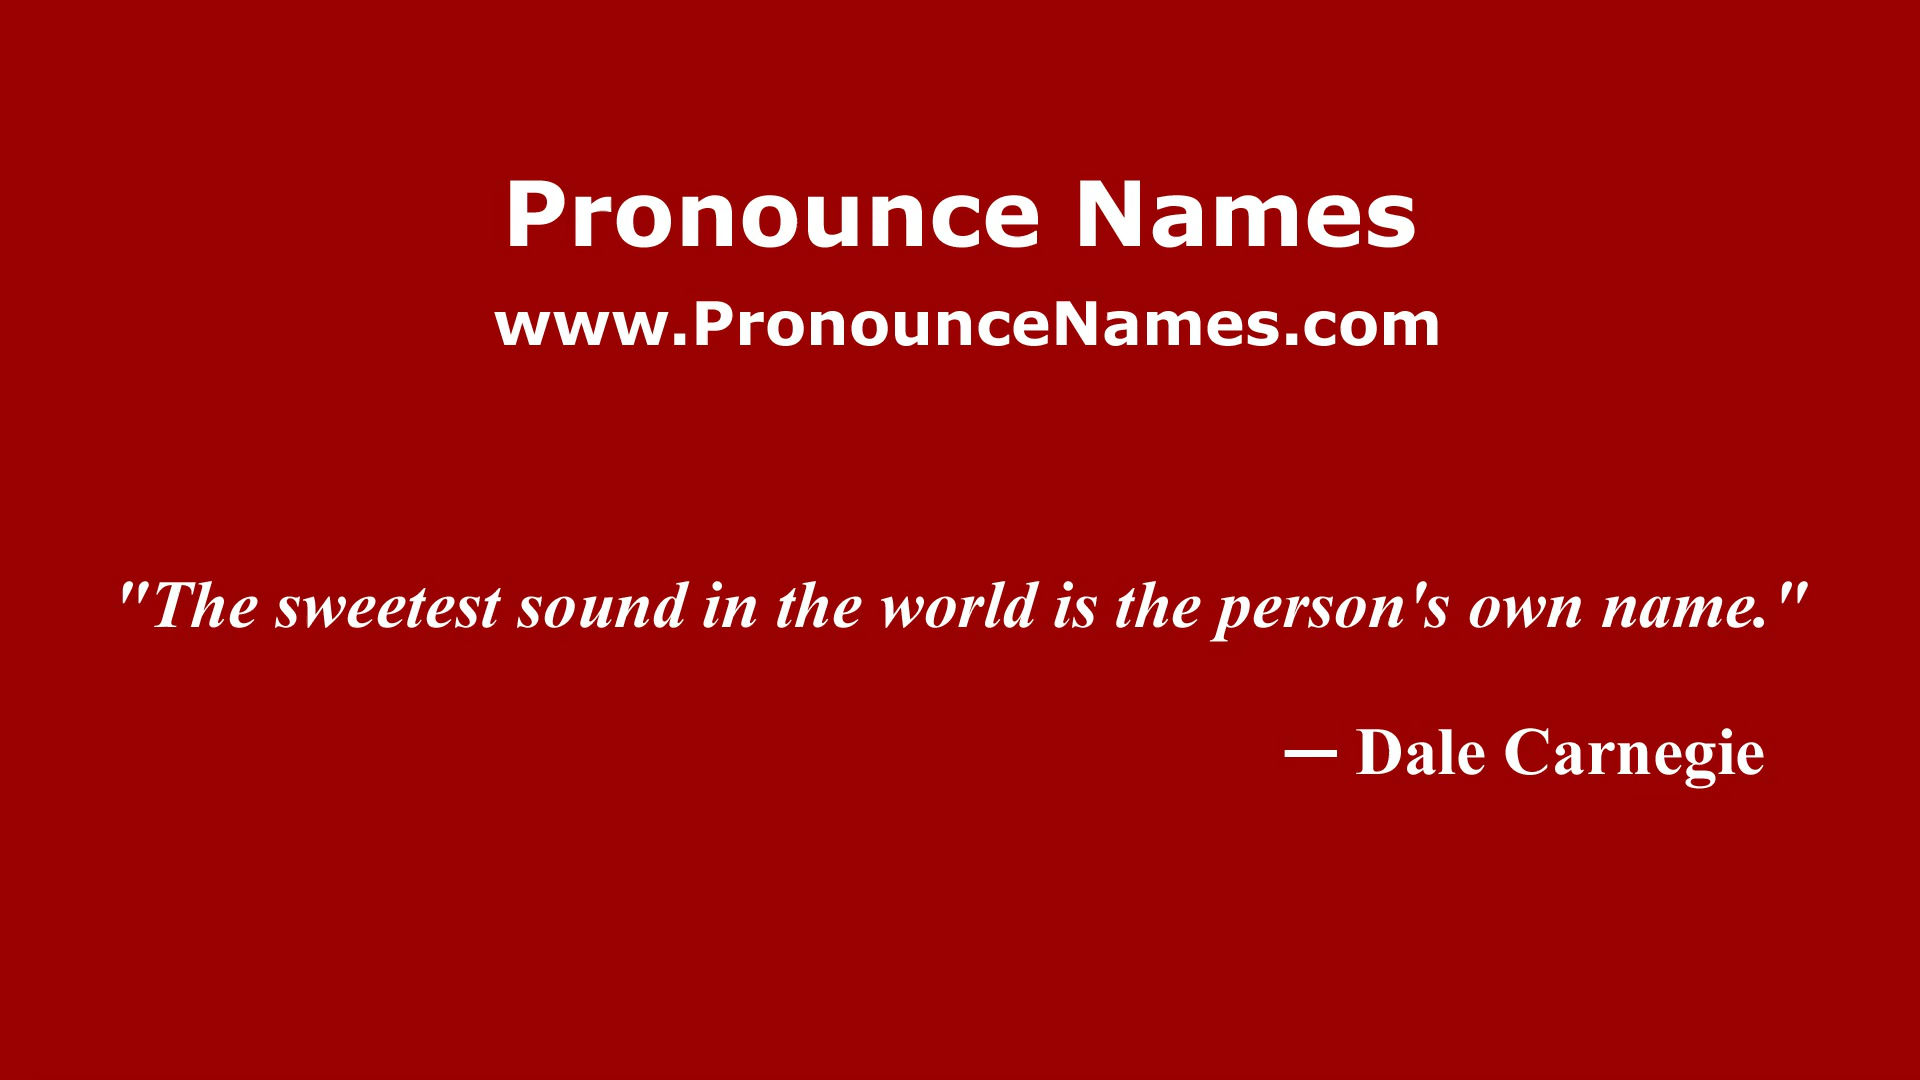 Pronounce Names
www.PronounceNames.com
"The sweetest sound in the world is the person's own name."
— Dale Carnegie